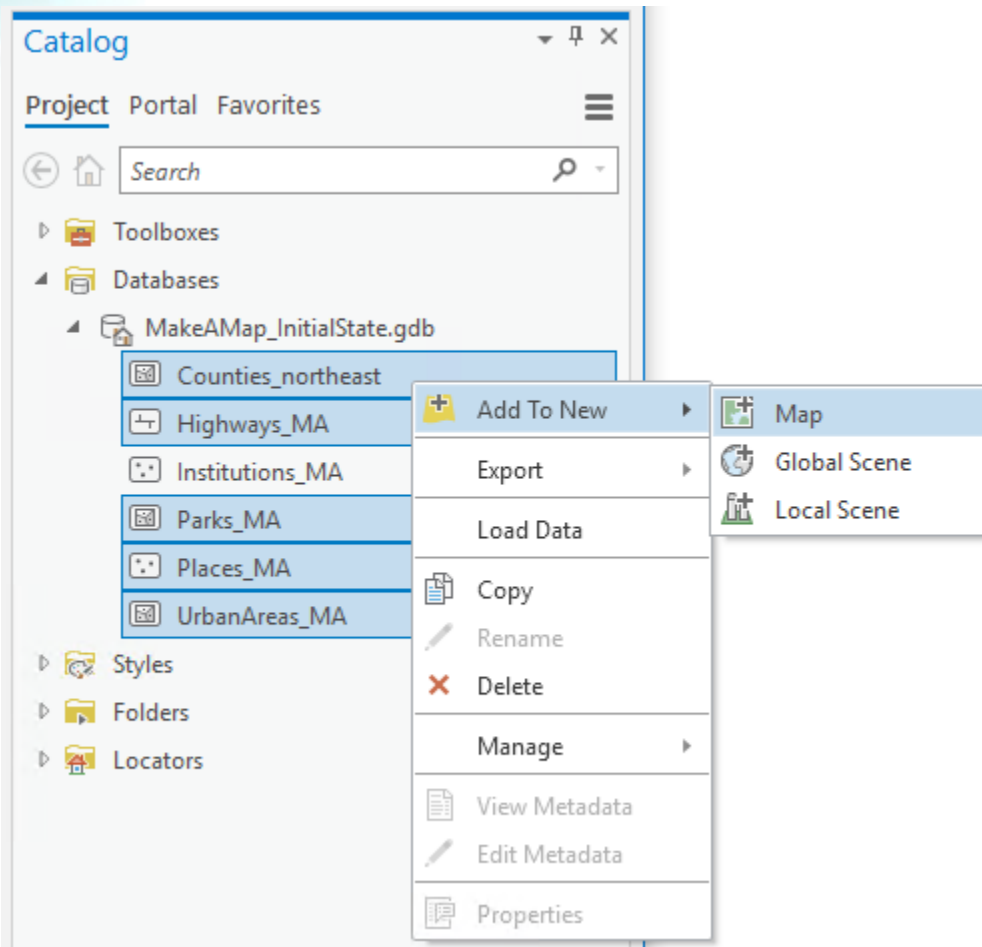 Catalog
Project Portal Favorites
Search
Toolboxes
Databases
MakeAMap_InitialState.gdb
Counties_northeast
Highways_MA
Institutions_MA
Parks_MA
Places_MA
UrbanAreas_MA
Styles
Folders
Locators
Add To New
Export
Load Data
Copy
Rename
Delete
Manage
View Metadata
Edit Metadata
Properties
Map
Global Scene
Local Scene